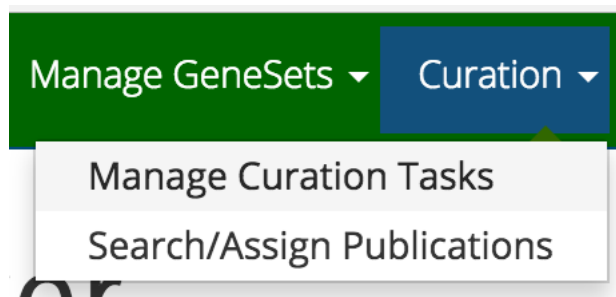 Manage GeneSets Curation
Manage Curation Tasks
Search/Assign Publications